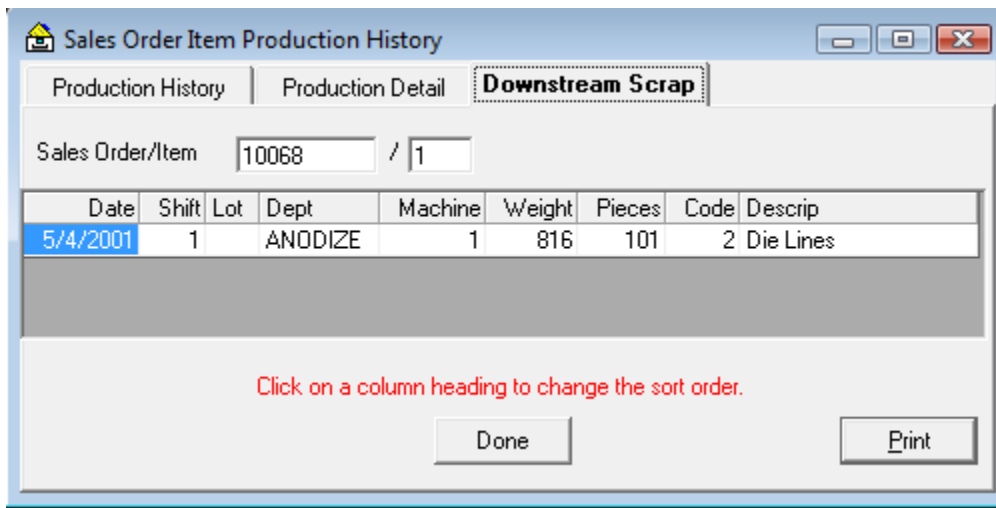 Sales Order Item Production History
Production History Production Detail Downstream Scrap
Sales Order/Item 10068 / 1
Date Shift Lot Dept Machine Weight Pieces Code Descrip
5/4/2001 1 ANODIZE 1 816 101 2 Die Lines
Click on a column heading to change the sort order.
Done Print